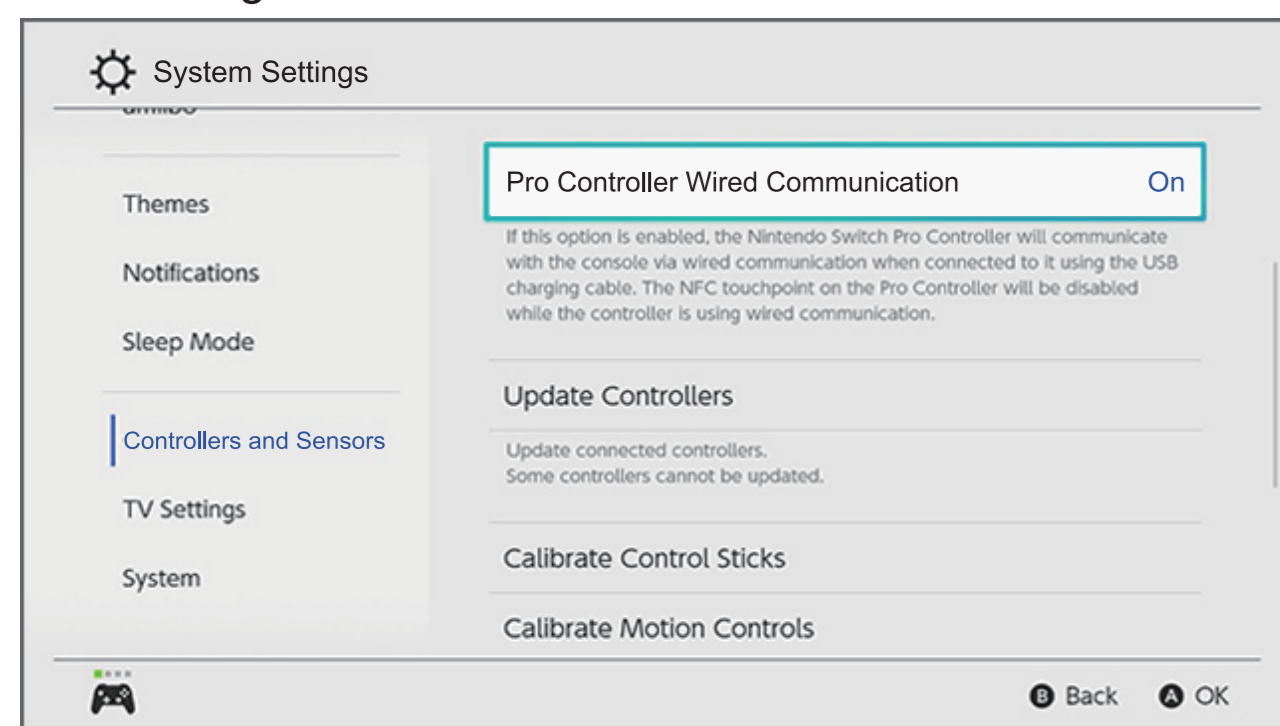 System Settings
Themes
Notifications
Sleep Mode
Controllers and Sensors
TV Settings
System
Pro Controller Wired Communication On
If this option is enabled, the Nintendo Switch Pro Controller will communicate
with the console via wired communication when connected to it using the USB
charging cable. The NFC touchpoint on the Pro Controller will be disabled
while the controller is using wired communication.
Update Controllers
Update connected controllers.
Some controllers cannot be updated.
Calibrate Control Sticks
Calibrate Motion Controls
B Back A OK